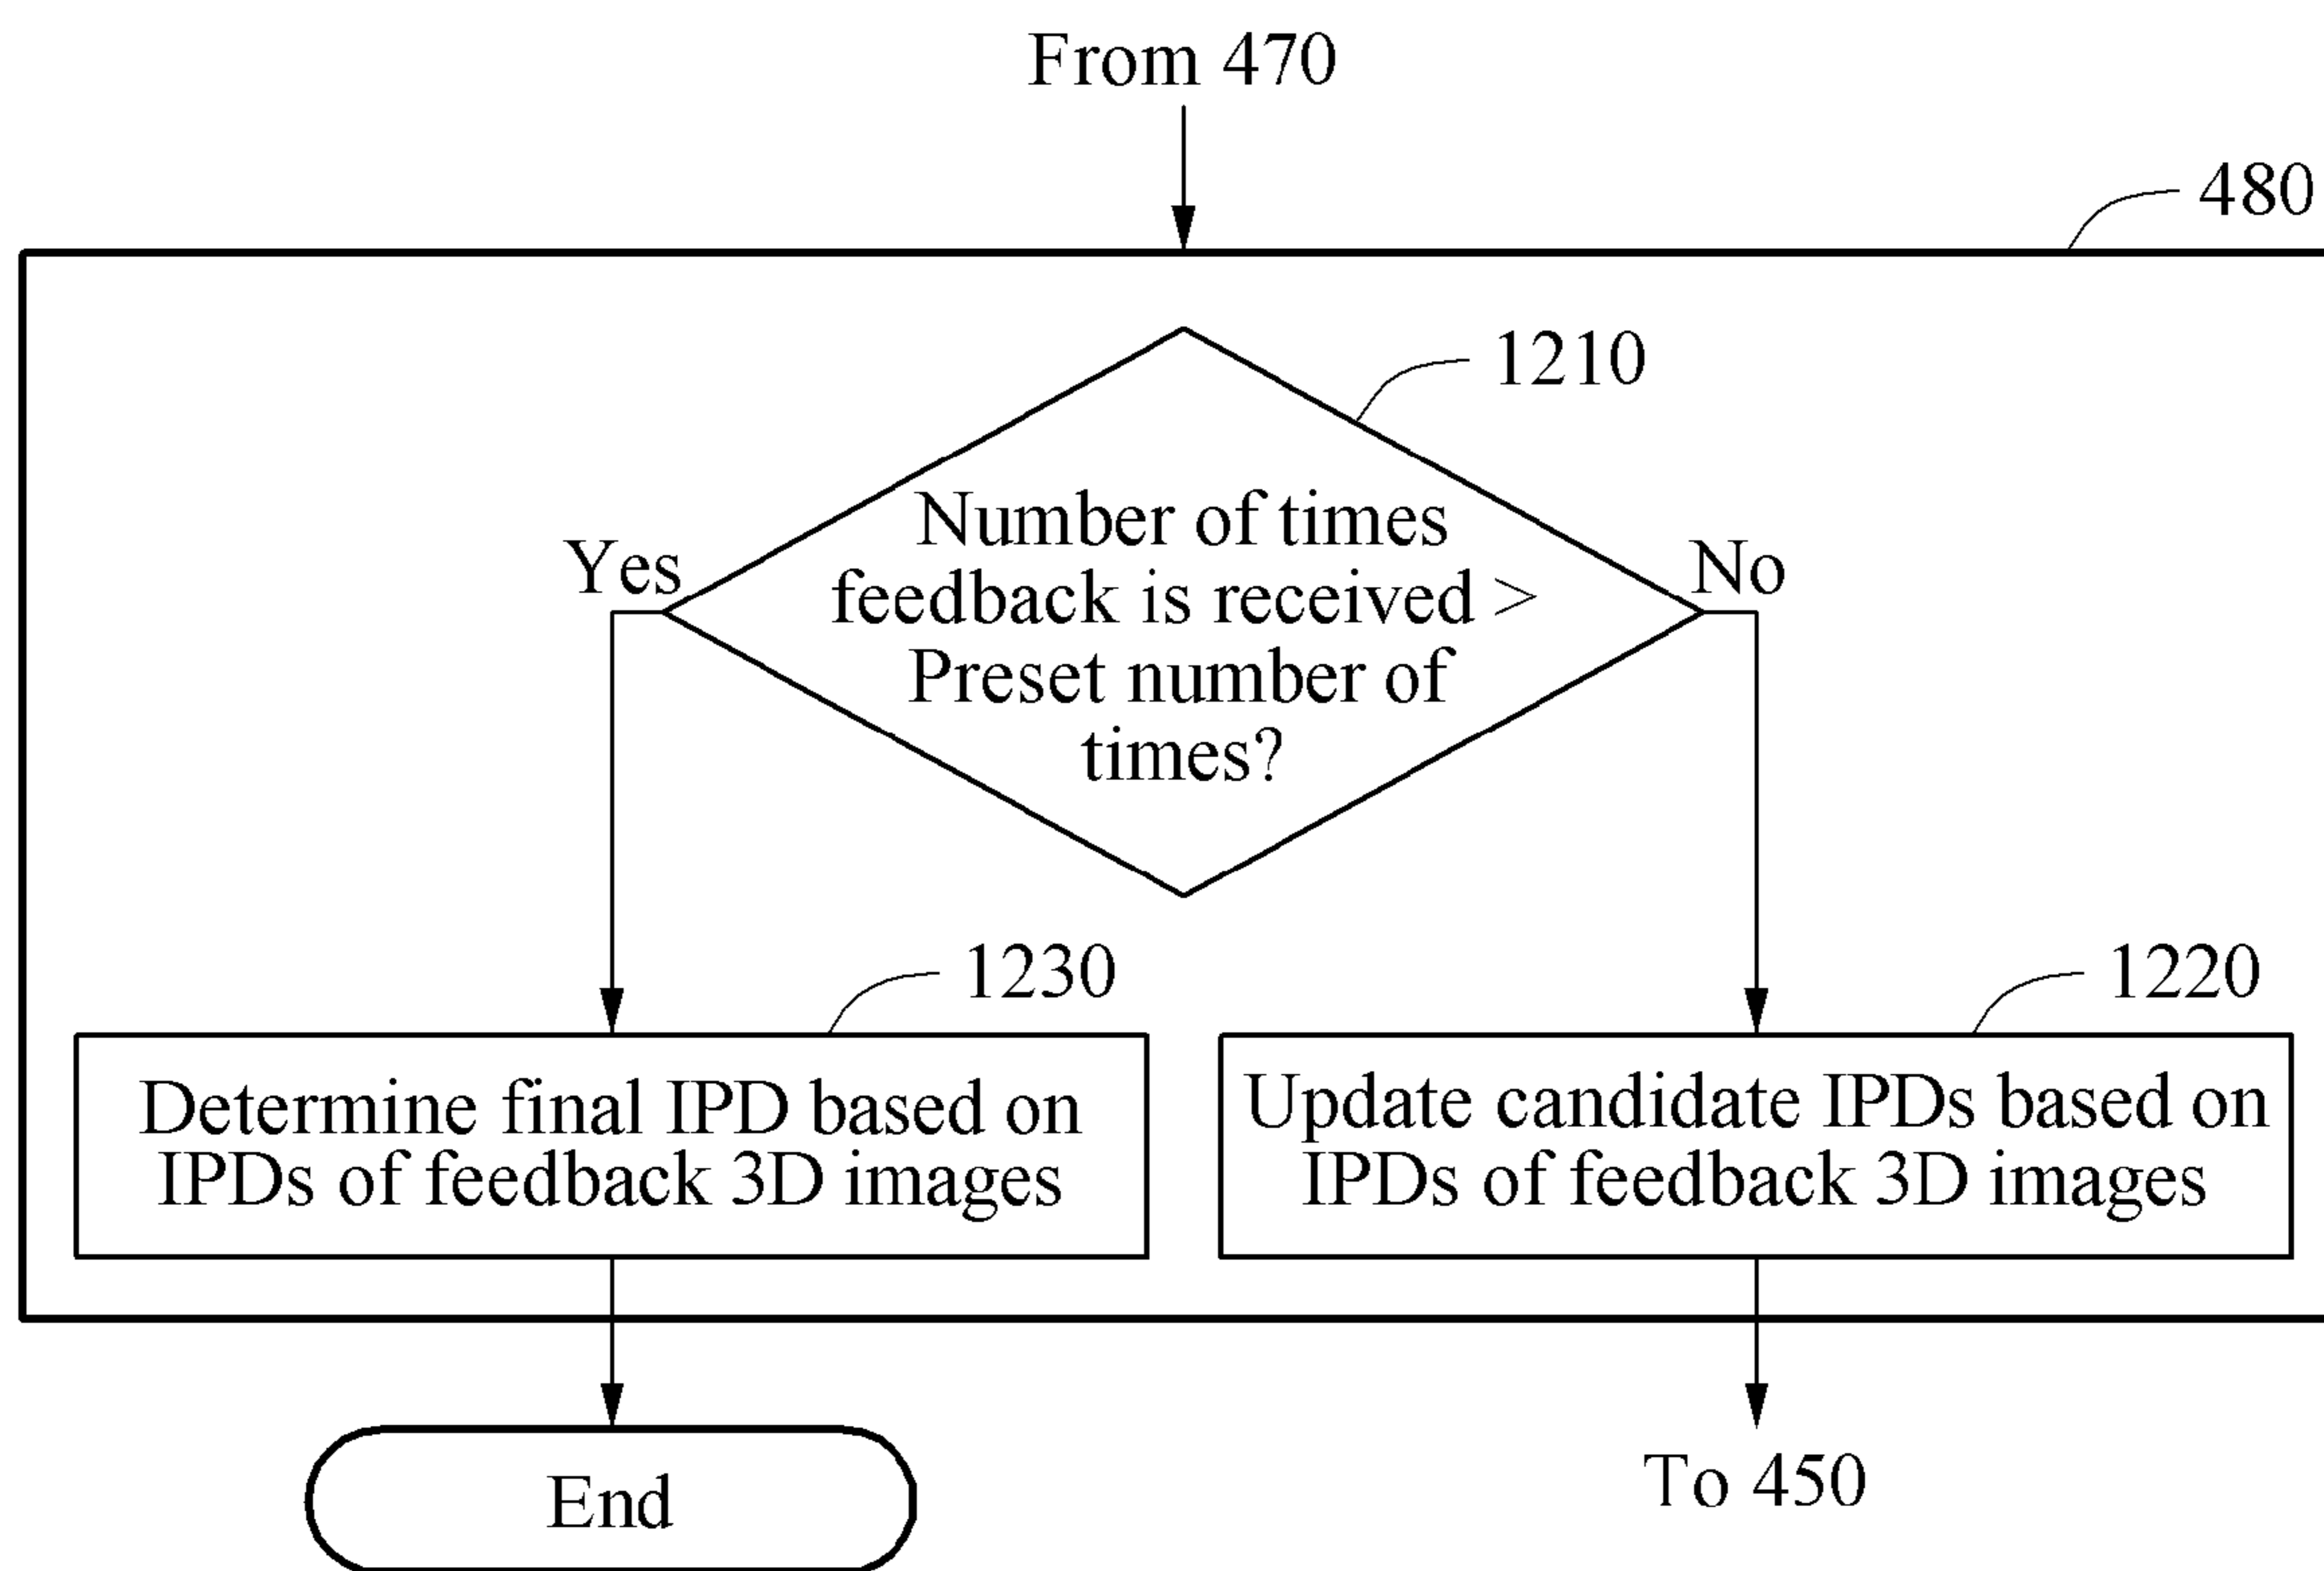 From 470
480
1210
Number of times
feedback is received >
Preset number of
times?
Yes
No
1230
1220
Determine final IPD based on
IPDs of feedback 3D images
Update candidate IPDs based on
IPDs of feedback 3D images
End
To 450